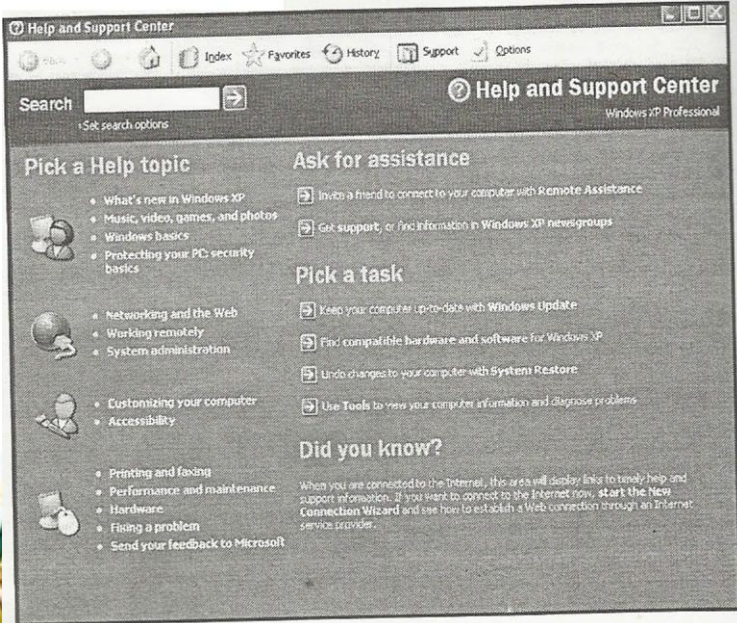 Help and Support Center
Back Index Favorites History Support Options
Search
Set search options
Help and Support Center
Windows XP Professional
Pick a Help topic
What's new in Windows XP
Music, video, games, and photos
Windows basics
Protecting your PC: security
basics
Networking and the Web
Working remotely
System administration
Customizing your computer
Accessibility
Printing and faxing
Performance and maintenance
Hardware
Fixing a problem
Send your feedback to Microsoft
Ask for assistance
Invite a friend to connect to your computer with Remote Assistance
Get support, or find information in Windows XP newsgroups
Pick a task
Keep your computer up-to-date with Windows Update
Find compatible hardware and software for Windows XP
Undo changes to your computer with System Restore
Use Tools to view your computer information and diagnose problems
Did you know?
When you are connected to the Internet, this area will display links to timely help and
support information. If you want to connect to the Internet now, start the New
Connection Wizard and see how to establish a Web connection through an Internet
service provider.